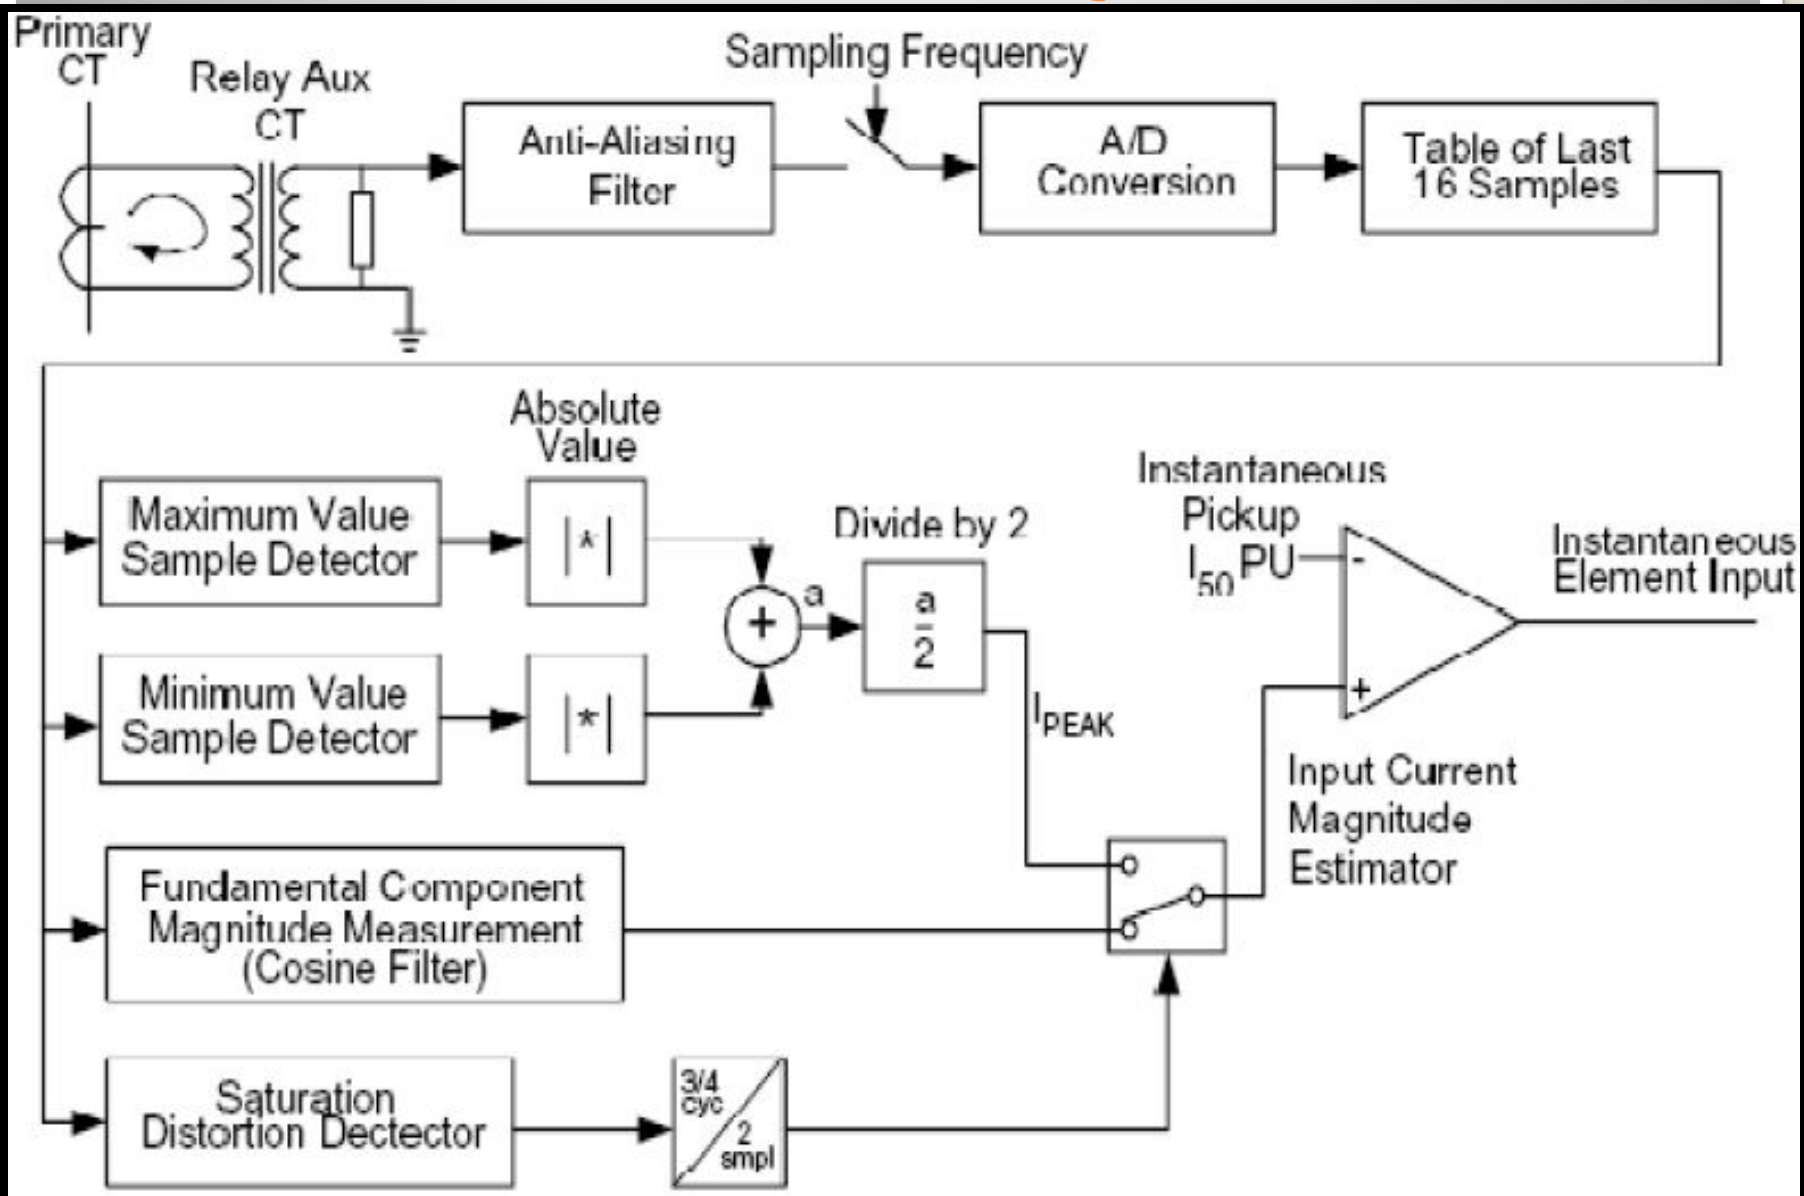 Primary
CT
Relay Aux
CT
Sampling Frequency
Anti-Aliasing
Filter
A/D
Conversion
Table of Last
16 Samples
Absolute
Value
Maximum Value
Sample Detector
|*|
Divide by 2
Instantaneous
Pickup
I50 PU
-
Instantaneous
Element Input
+
a
a
2
Minimum Value
Sample Detector
|*|
IPEAK
+
Input Current
Magnitude
Estimator
Fundamental Component
Magnitude Measurement
(Cosine Filter)
Saturation
Distortion Dectector
3/4
cyc
2
smpl